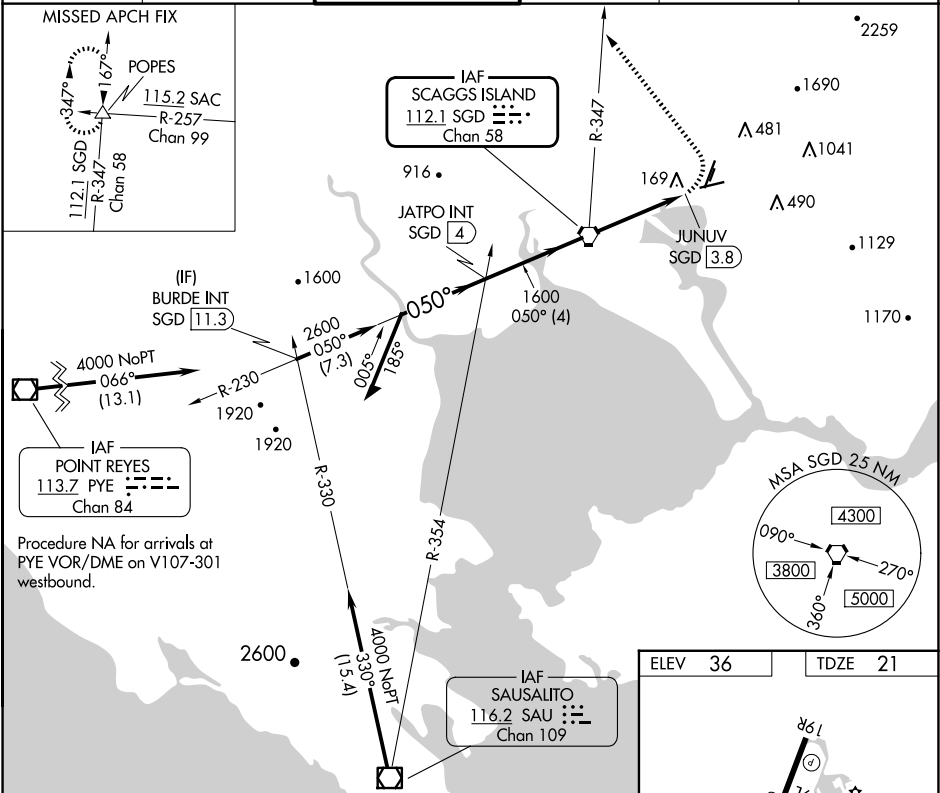 MISSED APCH FIX
347°
167°
POPES
115.2 SAC
R-257
Chan 99
112.1 SGD
R-347
Chan 58
IAF
SCAGGS ISLAND
112.1 SGD
Chan 58
R-347
2259
1690
481
1041
490
169
916
JATPO INT
SGD 4
JUNUV
SGD 3.8
1129
1170
1600
(IF)
BURDE INT
SGD 11.3
050°
1600
050° (4)
2600
050°
(7.3)
005°
185°
4000 NoPT
066°
(13.1)
R-230
1920
1920
IAF
POINT REYES
113.7 PYE
Chan 84
Procedure NA for arrivals at
PYE VOR/DME on V107-301
westbound.
R-330
R-354
MSA SGD 25 NM
4300
090°
3800
270°
5000
360°
2600
4000 NoPT
330°
(15.4)
IAF
SAUSALITO
116.2 SAU
Chan 109
ELEV 36
TDZE 21
19R
P